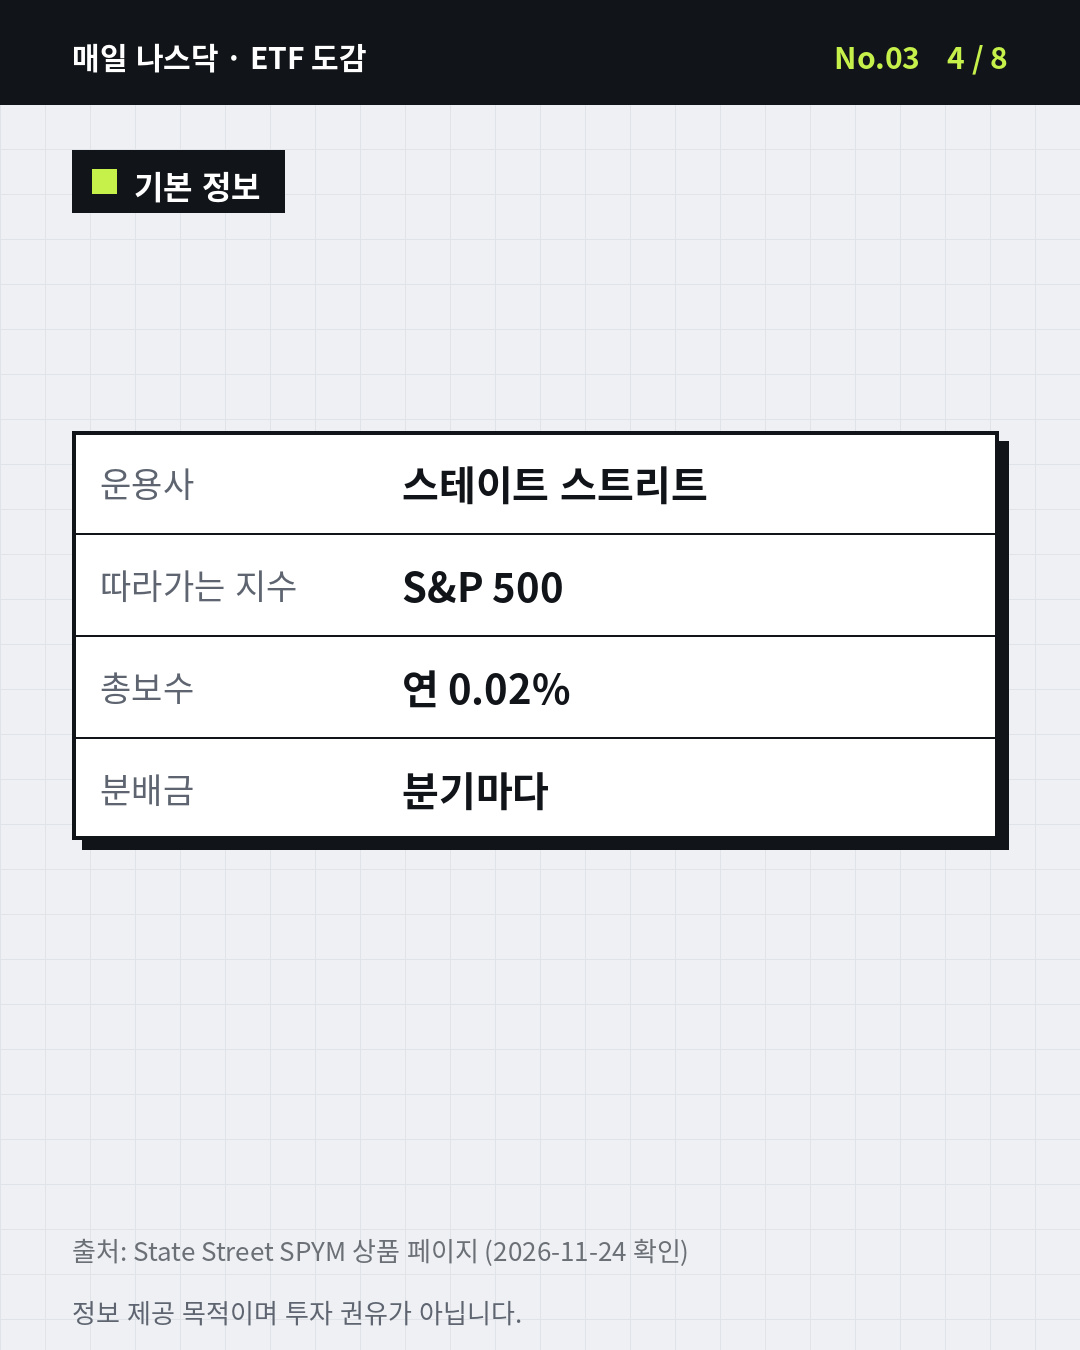 매일 나스닥 · ETF 도감
No.03 4 / 8
기본 정보
운용사 스테이트 스트리트
따라가는 지수 S&P 500
총보수 연 0.02%
분배금 분기마다
출처: State Street SPYM 상품 페이지 (2026-11-24 확인)
정보 제공 목적이며 투자 권유가 아닙니다.